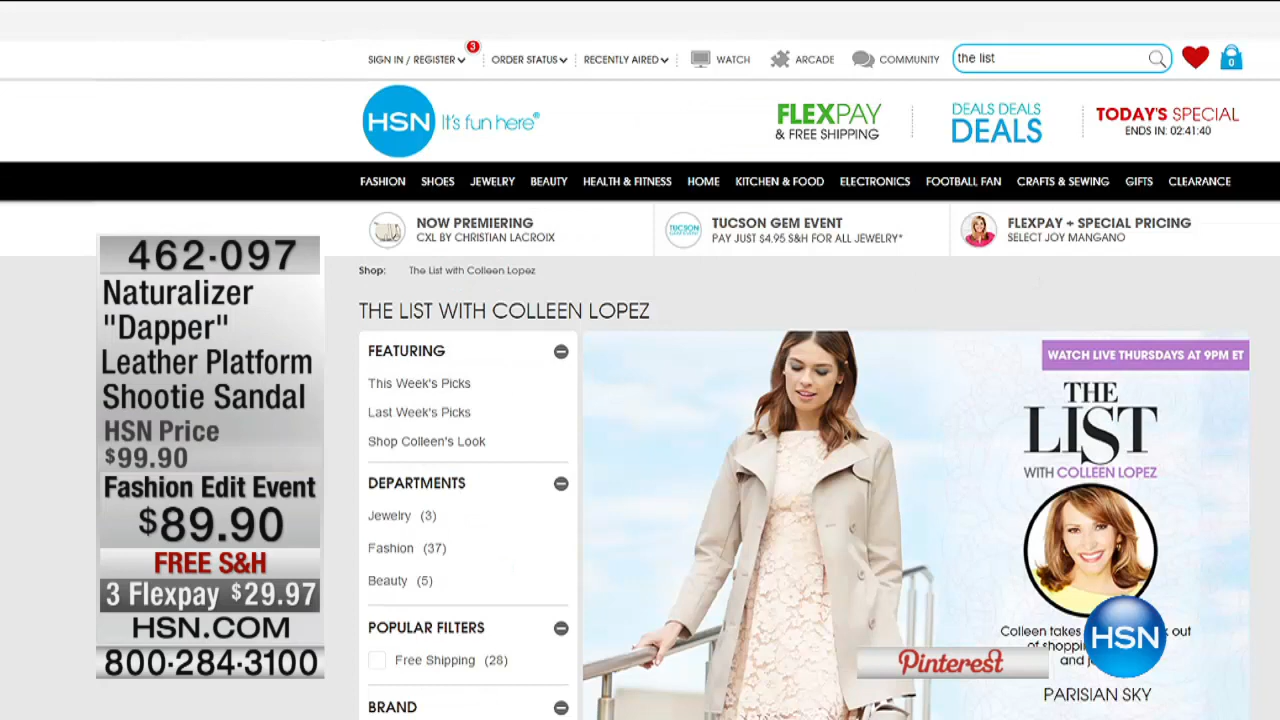 SIGN IN / REGISTER
3
ORDER STATUS
RECENTLY AIRED
WATCH
ARCADE
COMMUNITY
the list
0
HSN It's fun here®
FLEXPAY
& FREE SHIPPING
DEALS DEALS
DEALS
TODAY'S SPECIAL
ENDS IN: 02:41:40
FASHION SHOES JEWELRY BEAUTY HEALTH & FITNESS HOME KITCHEN & FOOD ELECTRONICS FOOTBALL FAN CRAFTS & SEWING GIFTS CLEARANCE
NOW PREMIERING
CXL BY CHRISTIAN LACROIX
TUCSON
TUCSON GEM EVENT
PAY JUST $4.95 S&H FOR ALL JEWELRY*
FLEXPAY + SPECIAL PRICING
SELECT JOY MANGANO
462-097
Naturalizer
"Dapper"
Leather Platform
Shootie Sandal
HSN Price
$99.90
Fashion Edit Event
$89.90
FREE S&H
3 Flexpay $29.97
HSN.COM
800-284-3100
Shop: The List with Colleen Lopez
THE LIST WITH COLLEEN LOPEZ
FEATURING
This Week's Picks
Last Week's Picks
Shop Colleen's Look
DEPARTMENTS
Jewelry (3)
Fashion (37)
Beauty (5)
POPULAR FILTERS
Free Shipping (28)
BRAND
WATCH LIVE THURSDAYS AT 9PM ET
THE
LIST
WITH COLLEEN LOPEZ
Colleen takes
out
of
and
HSN
Pinterest
PARISIAN SKY